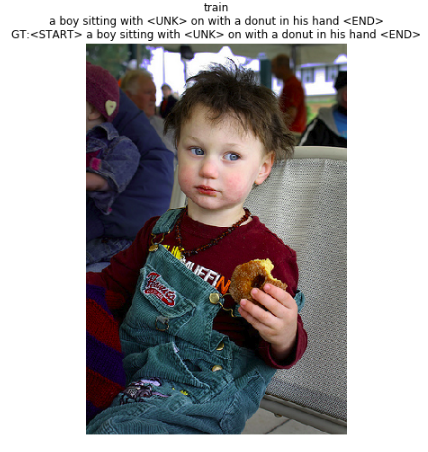 train
a boy sitting with <UNK> on with a donut in his hand <END>
GT:<START> a boy sitting with <UNK> on with a donut in his hand <END>
MUFFIN